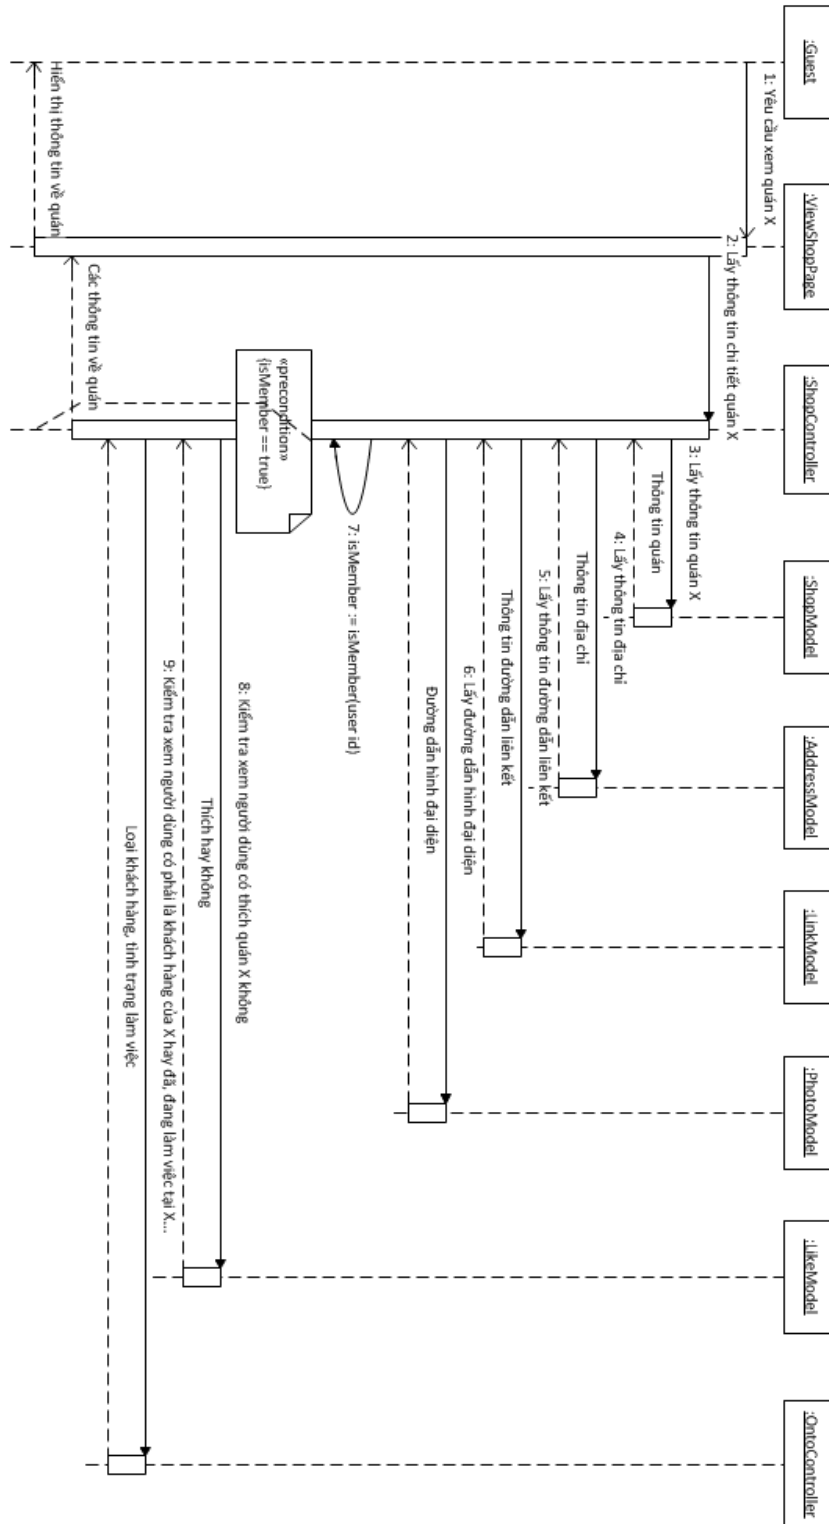 :Guest
:ViewShopPage
:ShopController
:ShopModel
:AddressModel
:LinkModel
:PhotoModel
:LikeModel
:OntoController
1: Yêu cầu xem quán X
2: Lấy thông tin chi tiết quán X
3: Lấy thông tin quán X
Thông tin quán
4: Lấy thông tin địa chỉ
Thông tin địa chỉ
5: Lấy thông tin đường dẫn liên kết
Thông tin đường dẫn liên kết
6: Lấy đường dẫn hình đại diện
Đường dẫn hình đại diện
7: isMember := isMember(user id)
«precondition»
{isMember == true}
8: Kiểm tra xem người dùng có thích quán X không
Thích hay không
9: Kiểm tra xem người dùng có phải là khách hàng của X hay đã, đang làm việc tại X...
Loại khách hàng, tình trạng làm việc
Các thông tin về quán
Hiển thị thông tin về quán